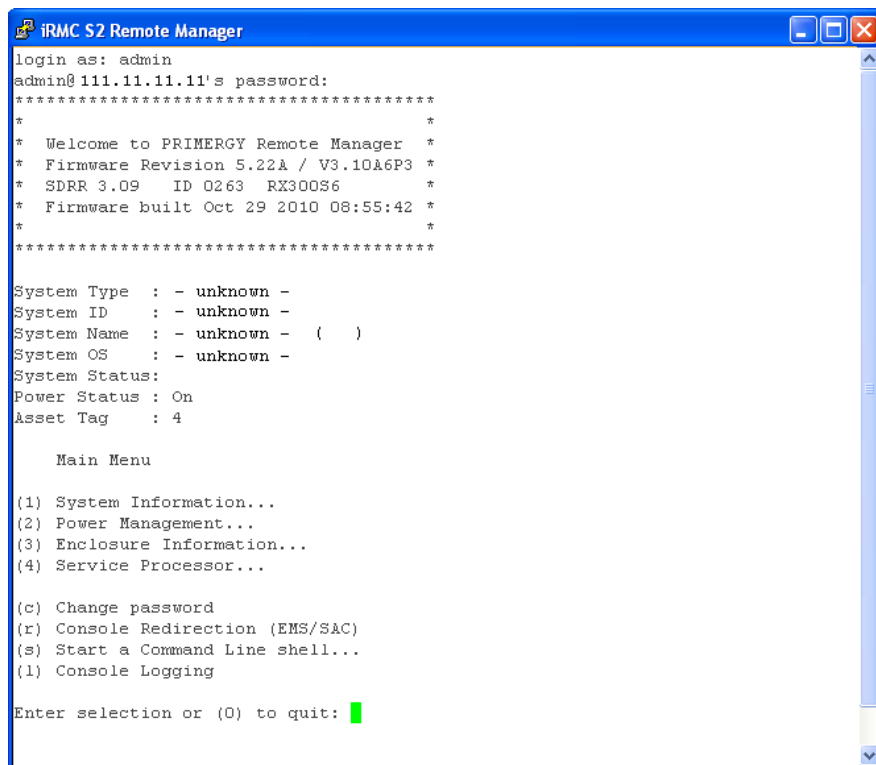 iRMC S2 Remote Manager
login as: admin
admin@111.11.11.11's password:
*****************************************
*                                       *
*  Welcome to PRIMERGY Remote Manager   *
*  Firmware Revision 5.22A / V3.10A6P3 *
*  SDRR 3.09   ID 0263  RX300S6        *
*  Firmware built Oct 29 2010 08:55:42 *
*                                       *
*****************************************
System Type  : - unknown -
System ID    : - unknown -
System Name  : - unknown -  (   )
System OS    : - unknown -
System Status:
Power Status : On
Asset Tag    : 4
Main Menu
(1) System Information...
(2) Power Management...
(3) Enclosure Information...
(4) Service Processor...
(c) Change password
(r) Console Redirection (EMS/SAC)
(s) Start a Command Line shell...
(l) Console Logging
Enter selection or (0) to quit: